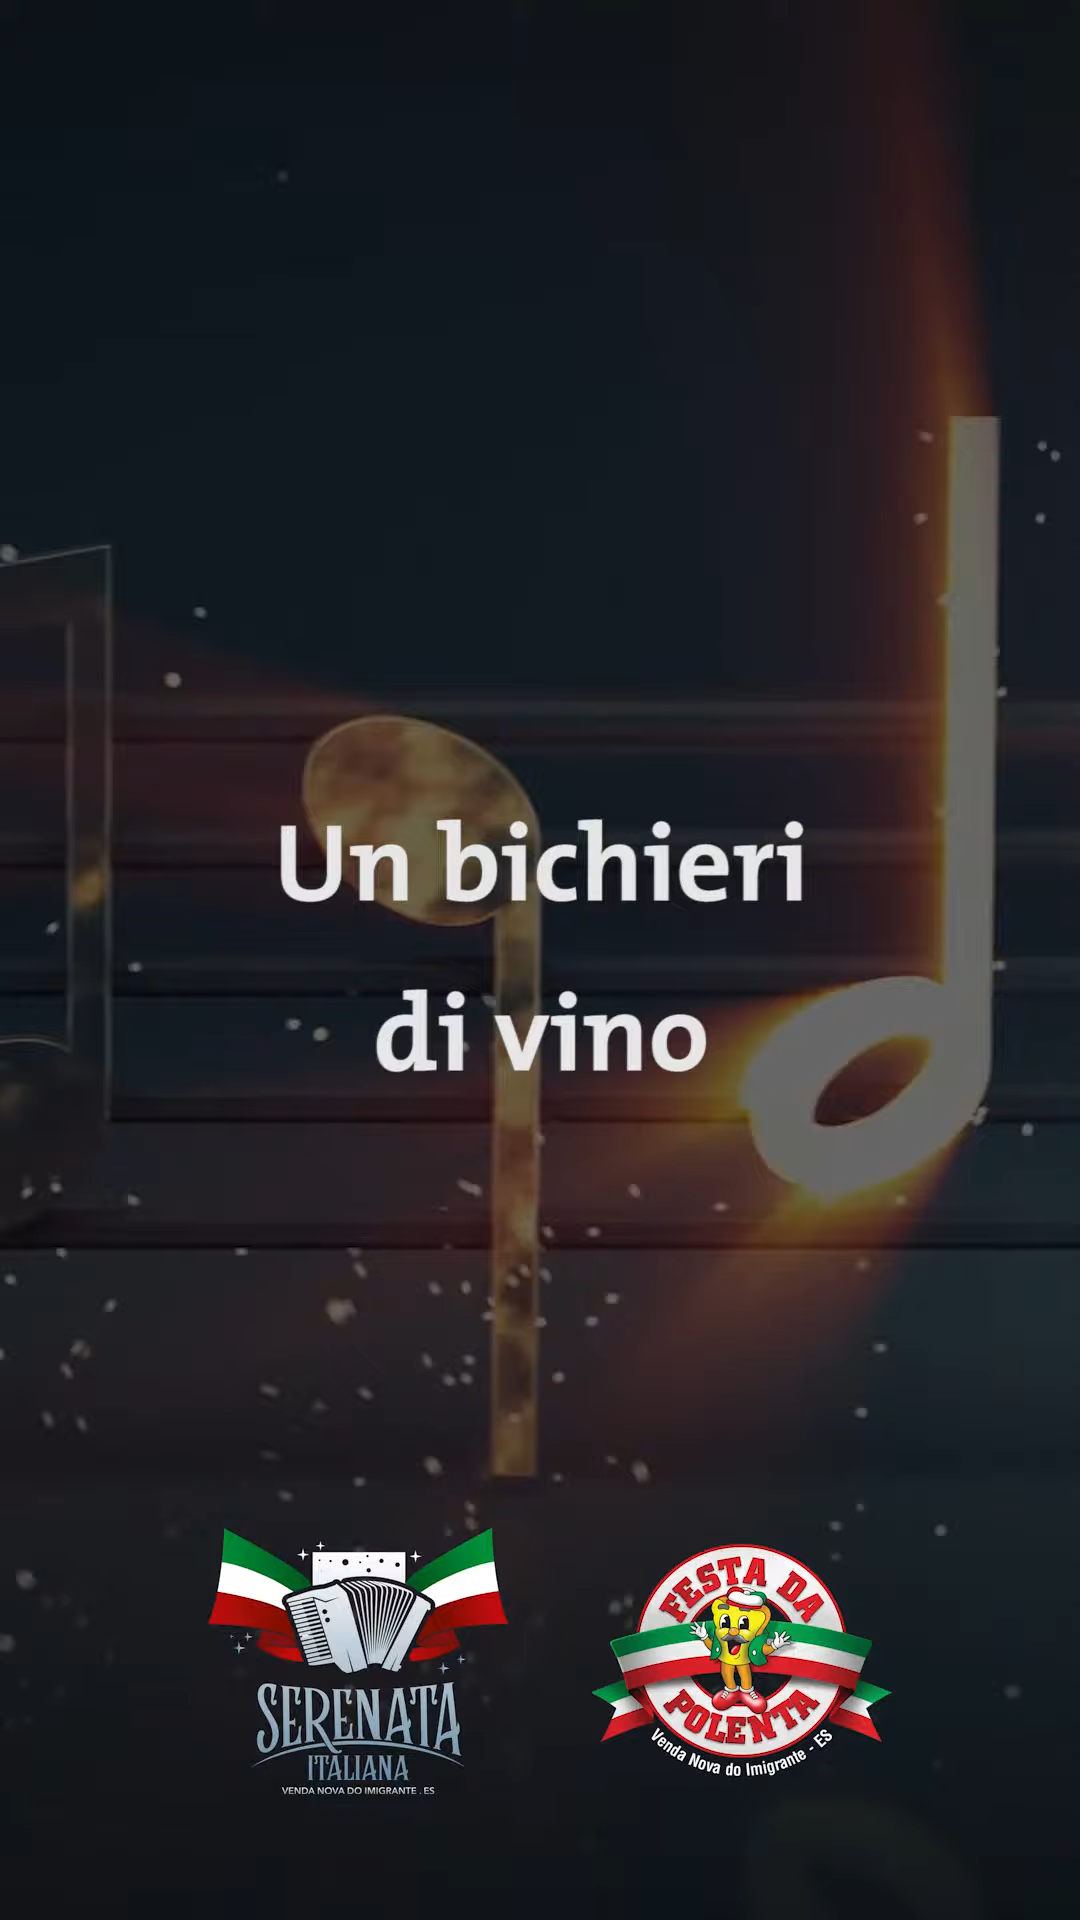 Un bichieri
di vino
SERENATA
ITALIANA
VENDA NOVA DO IMIGRANTE . ES
FESTA DA
POLENTA
Venda Nova do Imigrante - ES